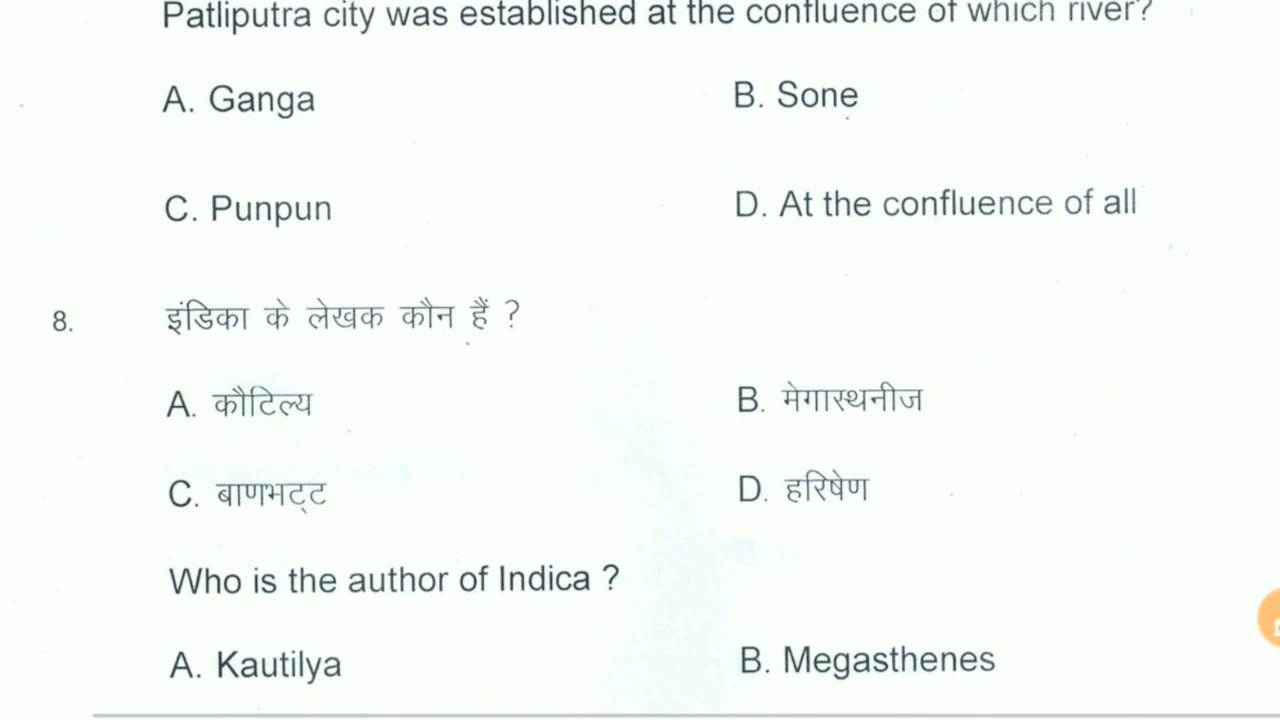 Patliputra city was established at the confluence of which river?
A. Ganga B. Sone
C. Punpun D. At the confluence of all
8. इंडिका के लेखक कौन हैं ?
A. कौटिल्य B. मेगास्थनीज
C. बाणभट्ट D. हरिषेण
Who is the author of Indica ?
A. Kautilya B. Megasthenes